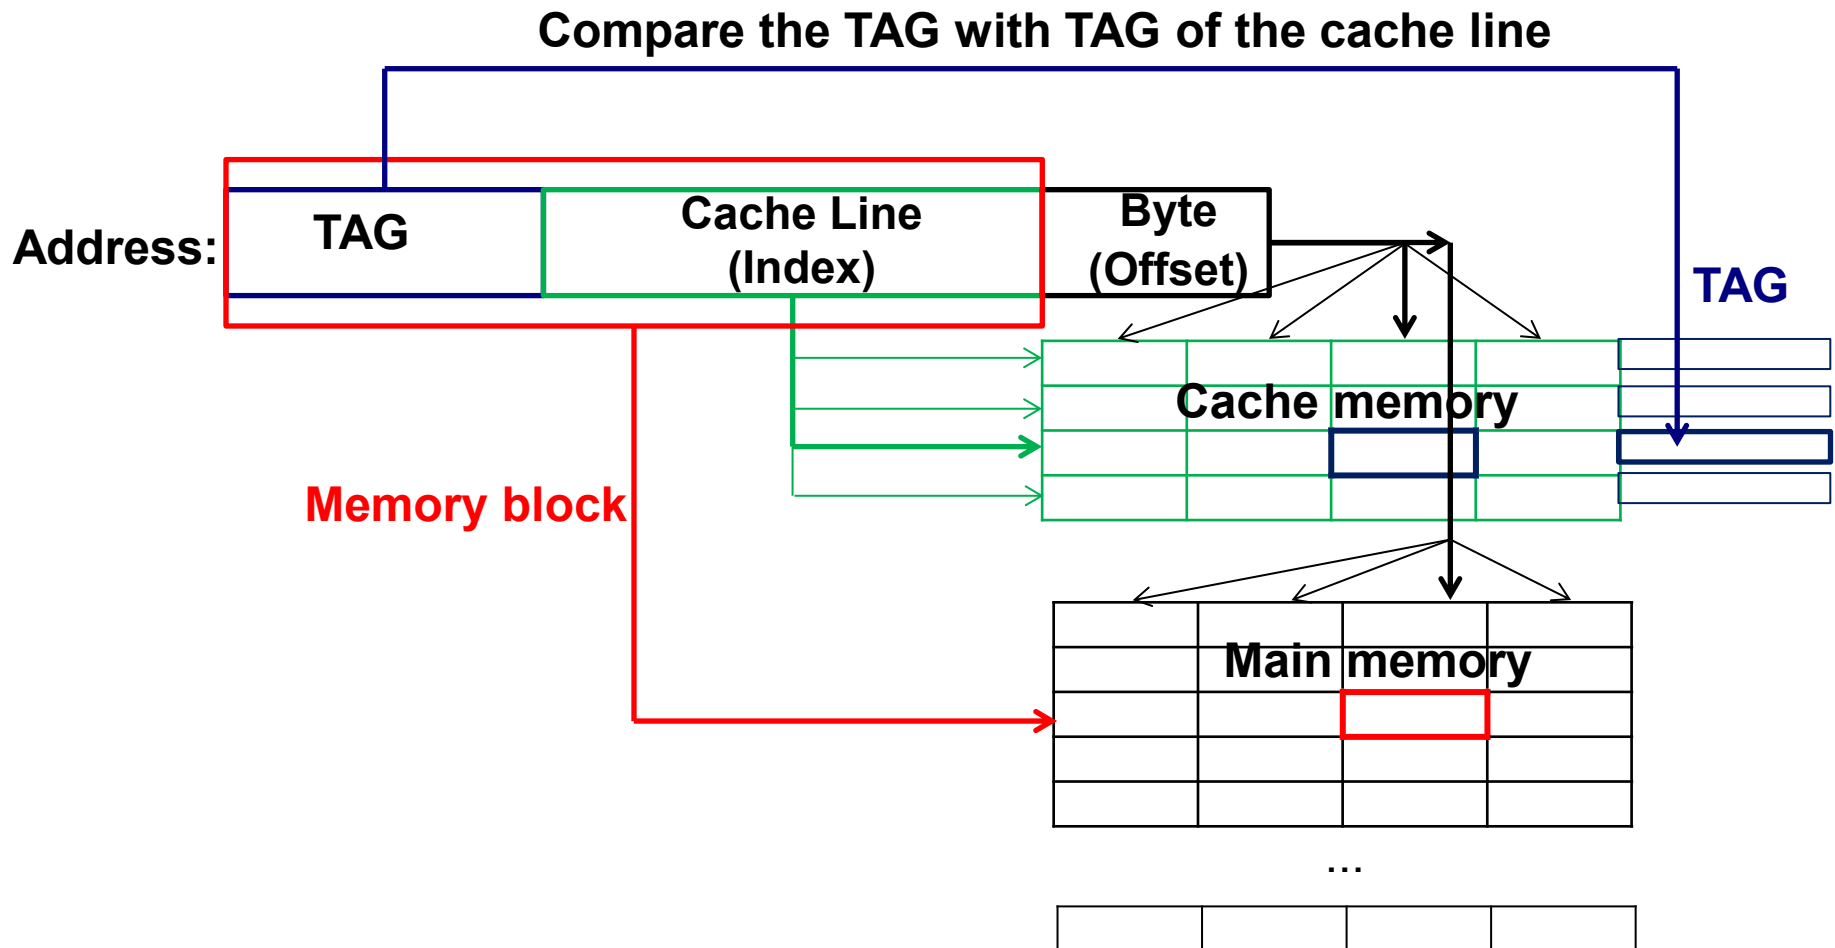 Compare the TAG with TAG of the cache line
Address:
TAG
Cache Line
(Index)
Byte
(Offset)
TAG
Cache memory
Memory block
Main memory
...